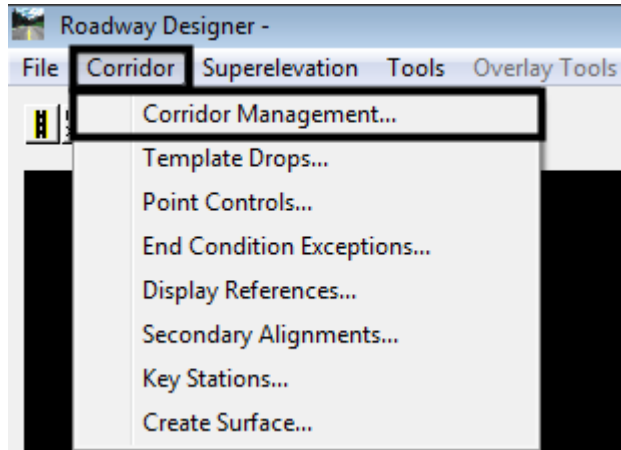 Roadway Designer -
File Corridor Superelevation Tools Overlay Tools
Corridor Management...
Template Drops...
Point Controls...
End Condition Exceptions...
Display References...
Secondary Alignments...
Key Stations...
Create Surface...